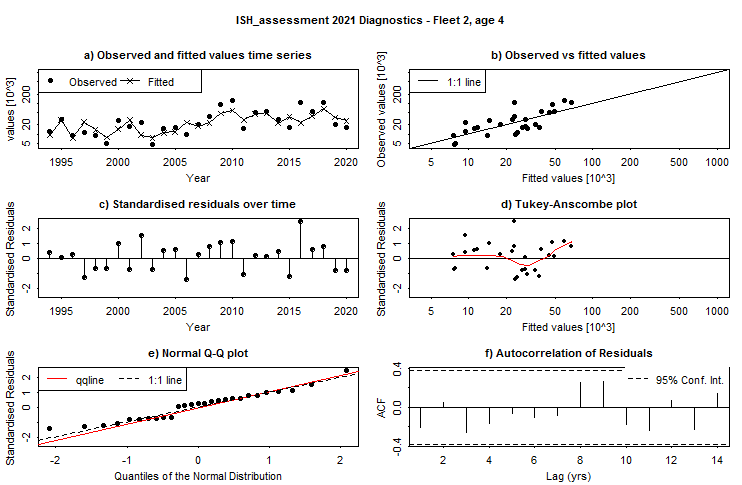 ISH_assessment 2021 Diagnostics - Fleet 2, age 4
a) Observed and fitted values time series
values [10^3]
5 20 200
Observed Fitted
1995 2000 2005 2010 2015 2020
Year
b) Observed vs fitted values
Observed values [10^3]
5 20 200
1:1 line
5 10 20 50 100 200 500 1000
Fitted values [10^3]
c) Standardised residuals over time
Standardised Residuals
-2 0 1 2
1995 2000 2005 2010 2015 2020
Year
d) Tukey-Anscombe plot
Standardised Residuals
-2 0 1 2
5 10 20 50 100 200 500 1000
Fitted values [10^3]
e) Normal Q-Q plot
Standardised Residuals
-2 0 1 2
qqline 1:1 line
-2 -1 0 1 2
Quantiles of the Normal Distribution
f) Autocorrelation of Residuals
ACF
-0.4 0.0 0.4
95% Conf. Int.
2 4 6 8 10 12 14
Lag (yrs)